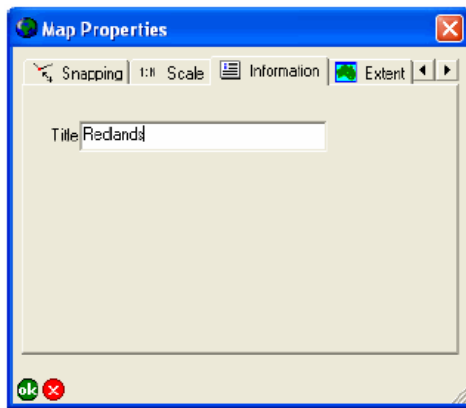 Map Properties
Snapping 1:N Scale Information Extent
Title Redlands
ok